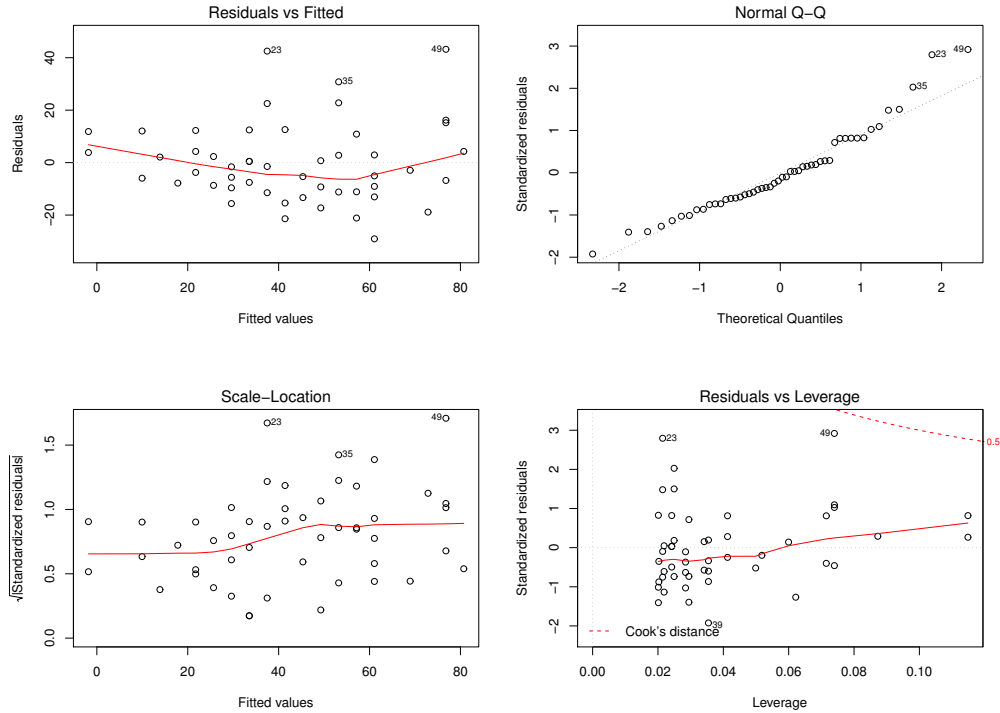 Residuals vs Fitted
Residuals
40
20
0
−20
23
35
49
0 20 40 60 80
Fitted values
Normal Q−Q
Standardized residuals
3
2
1
0
−1
−2
23
49
35
−2 −1 0 1 2
Theoretical Quantiles
Scale−Location
√|Standardized residuals|
1.5
1.0
0.5
0.0
23
35
49
0 20 40 60 80
Fitted values
Residuals vs Leverage
Standardized residuals
3
2
1
0
−1
−2
23
49
39
0.5
Cook's distance
0.00 0.02 0.04 0.06 0.08 0.10
Leverage